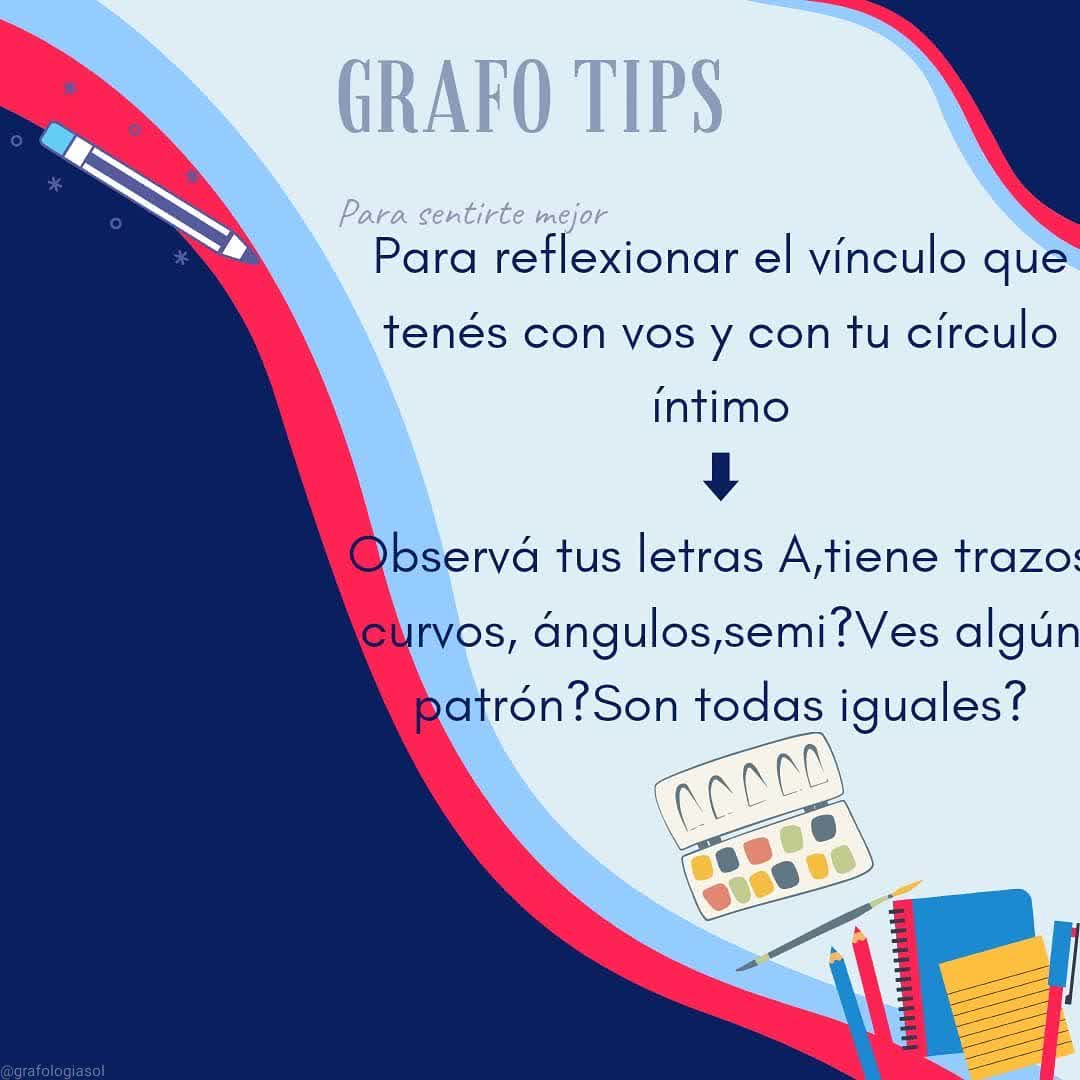 GRAFO TIPS
Para sentirte mejor
Para reflexionar el vínculo que
tenés con vos y con tu círculo
íntimo
Observá tus letras A,tiene trazos
curvos, ángulos,semi?Ves algún
patrón?Son todas iguales?
@grafologiasol